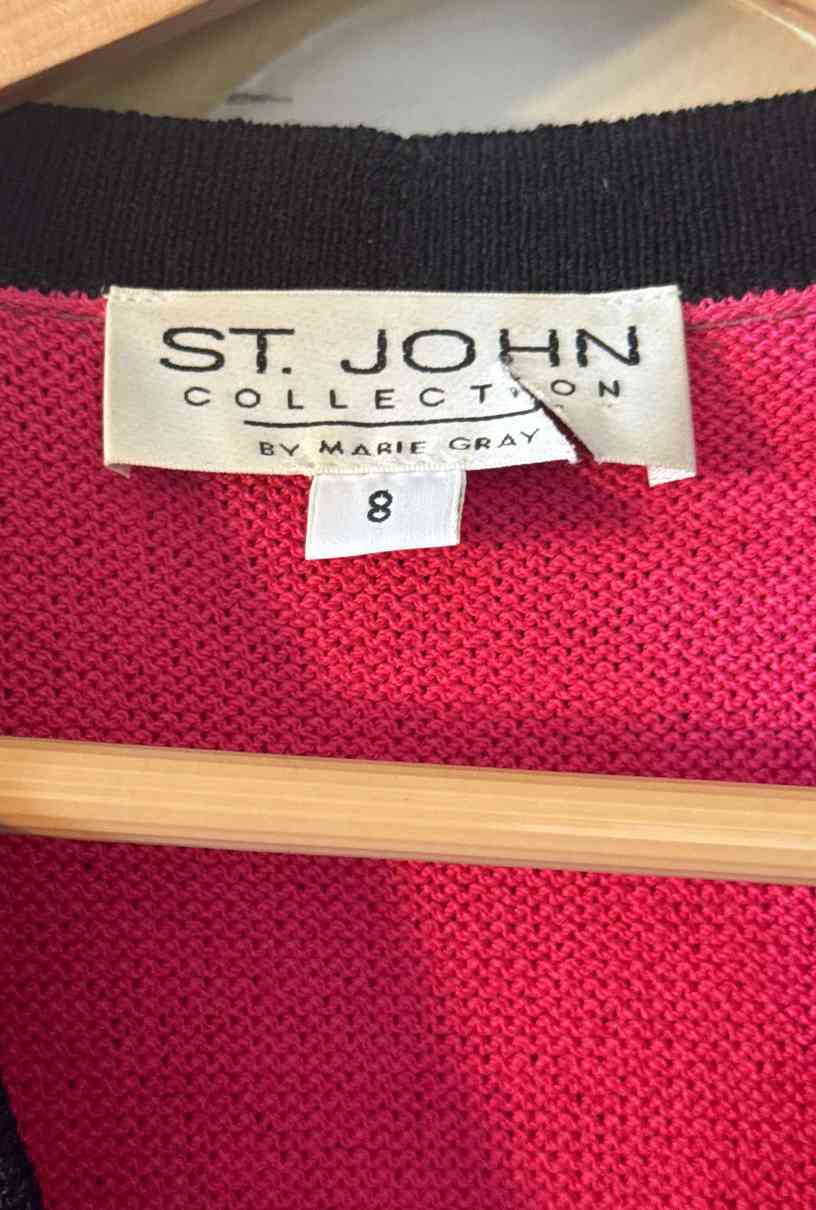 ST. JOHN
COLLECTION
BY MARIE GRAY
8